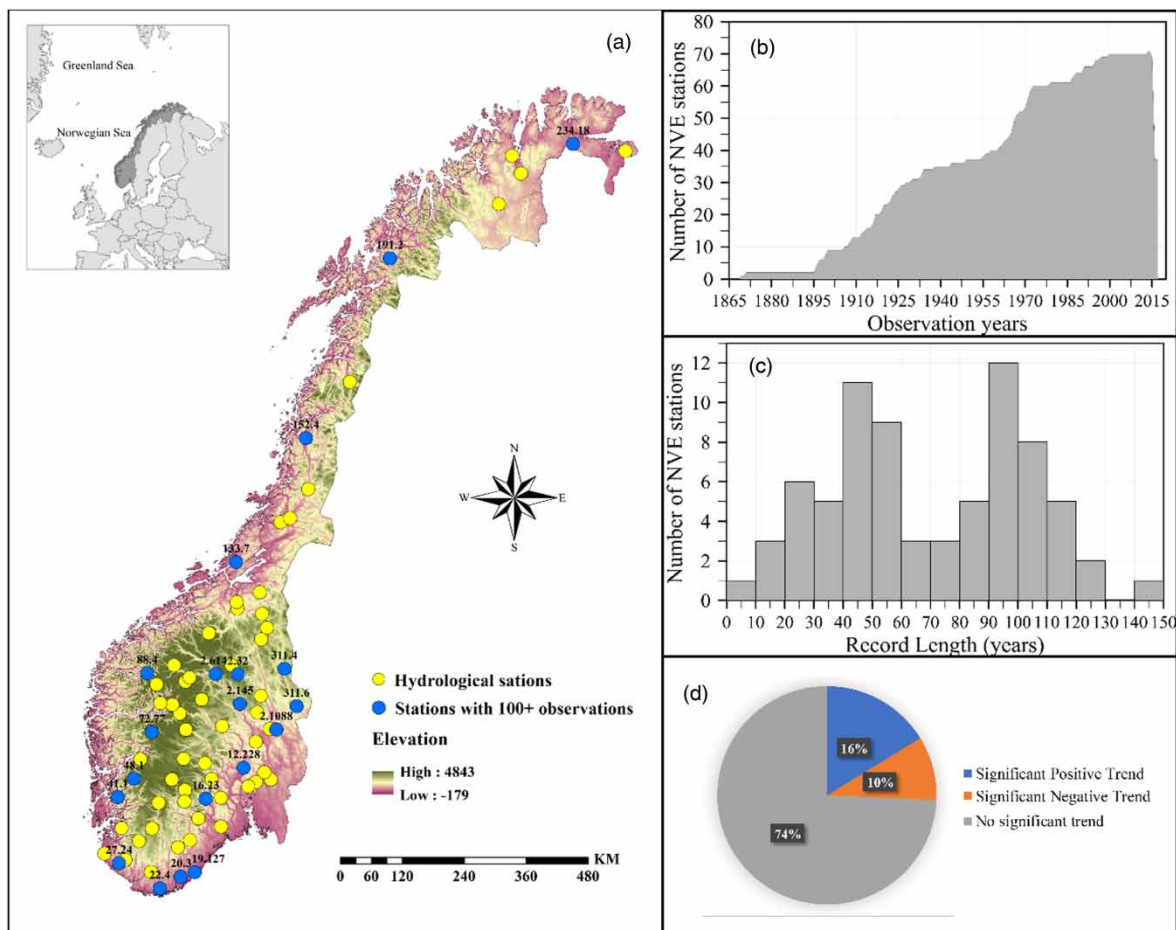 (a)
Greenland Sea
Norwegian Sea
234.18
191.2
152.4
133.7
N
W
E
S
88.4
2.614
2.32
311.4
2.145
311.6
72.77
2.1088
12.228
48.1
41.1
16.23
27.24
20.3
19.127
22.4
Hydrological sations
Stations with 100+ observations
Elevation
High : 4843
Low : -179
KM
0 60 120 240 360 480
(b)
Number of NVE stations
80
70
60
50
40
30
20
10
0
1865 1880 1895 1910 1925 1940 1955 1970 1985 2000 2015
Observation years
(c)
Number of NVE stations
12
10
8
6
4
2
0
0 10 20 30 40 50 60 70 80 90 100 110 120 130 140 150
Record Length (years)
(d)
16%
10%
74%
Significant Positive Trend
Significant Negative Trend
No significant trend